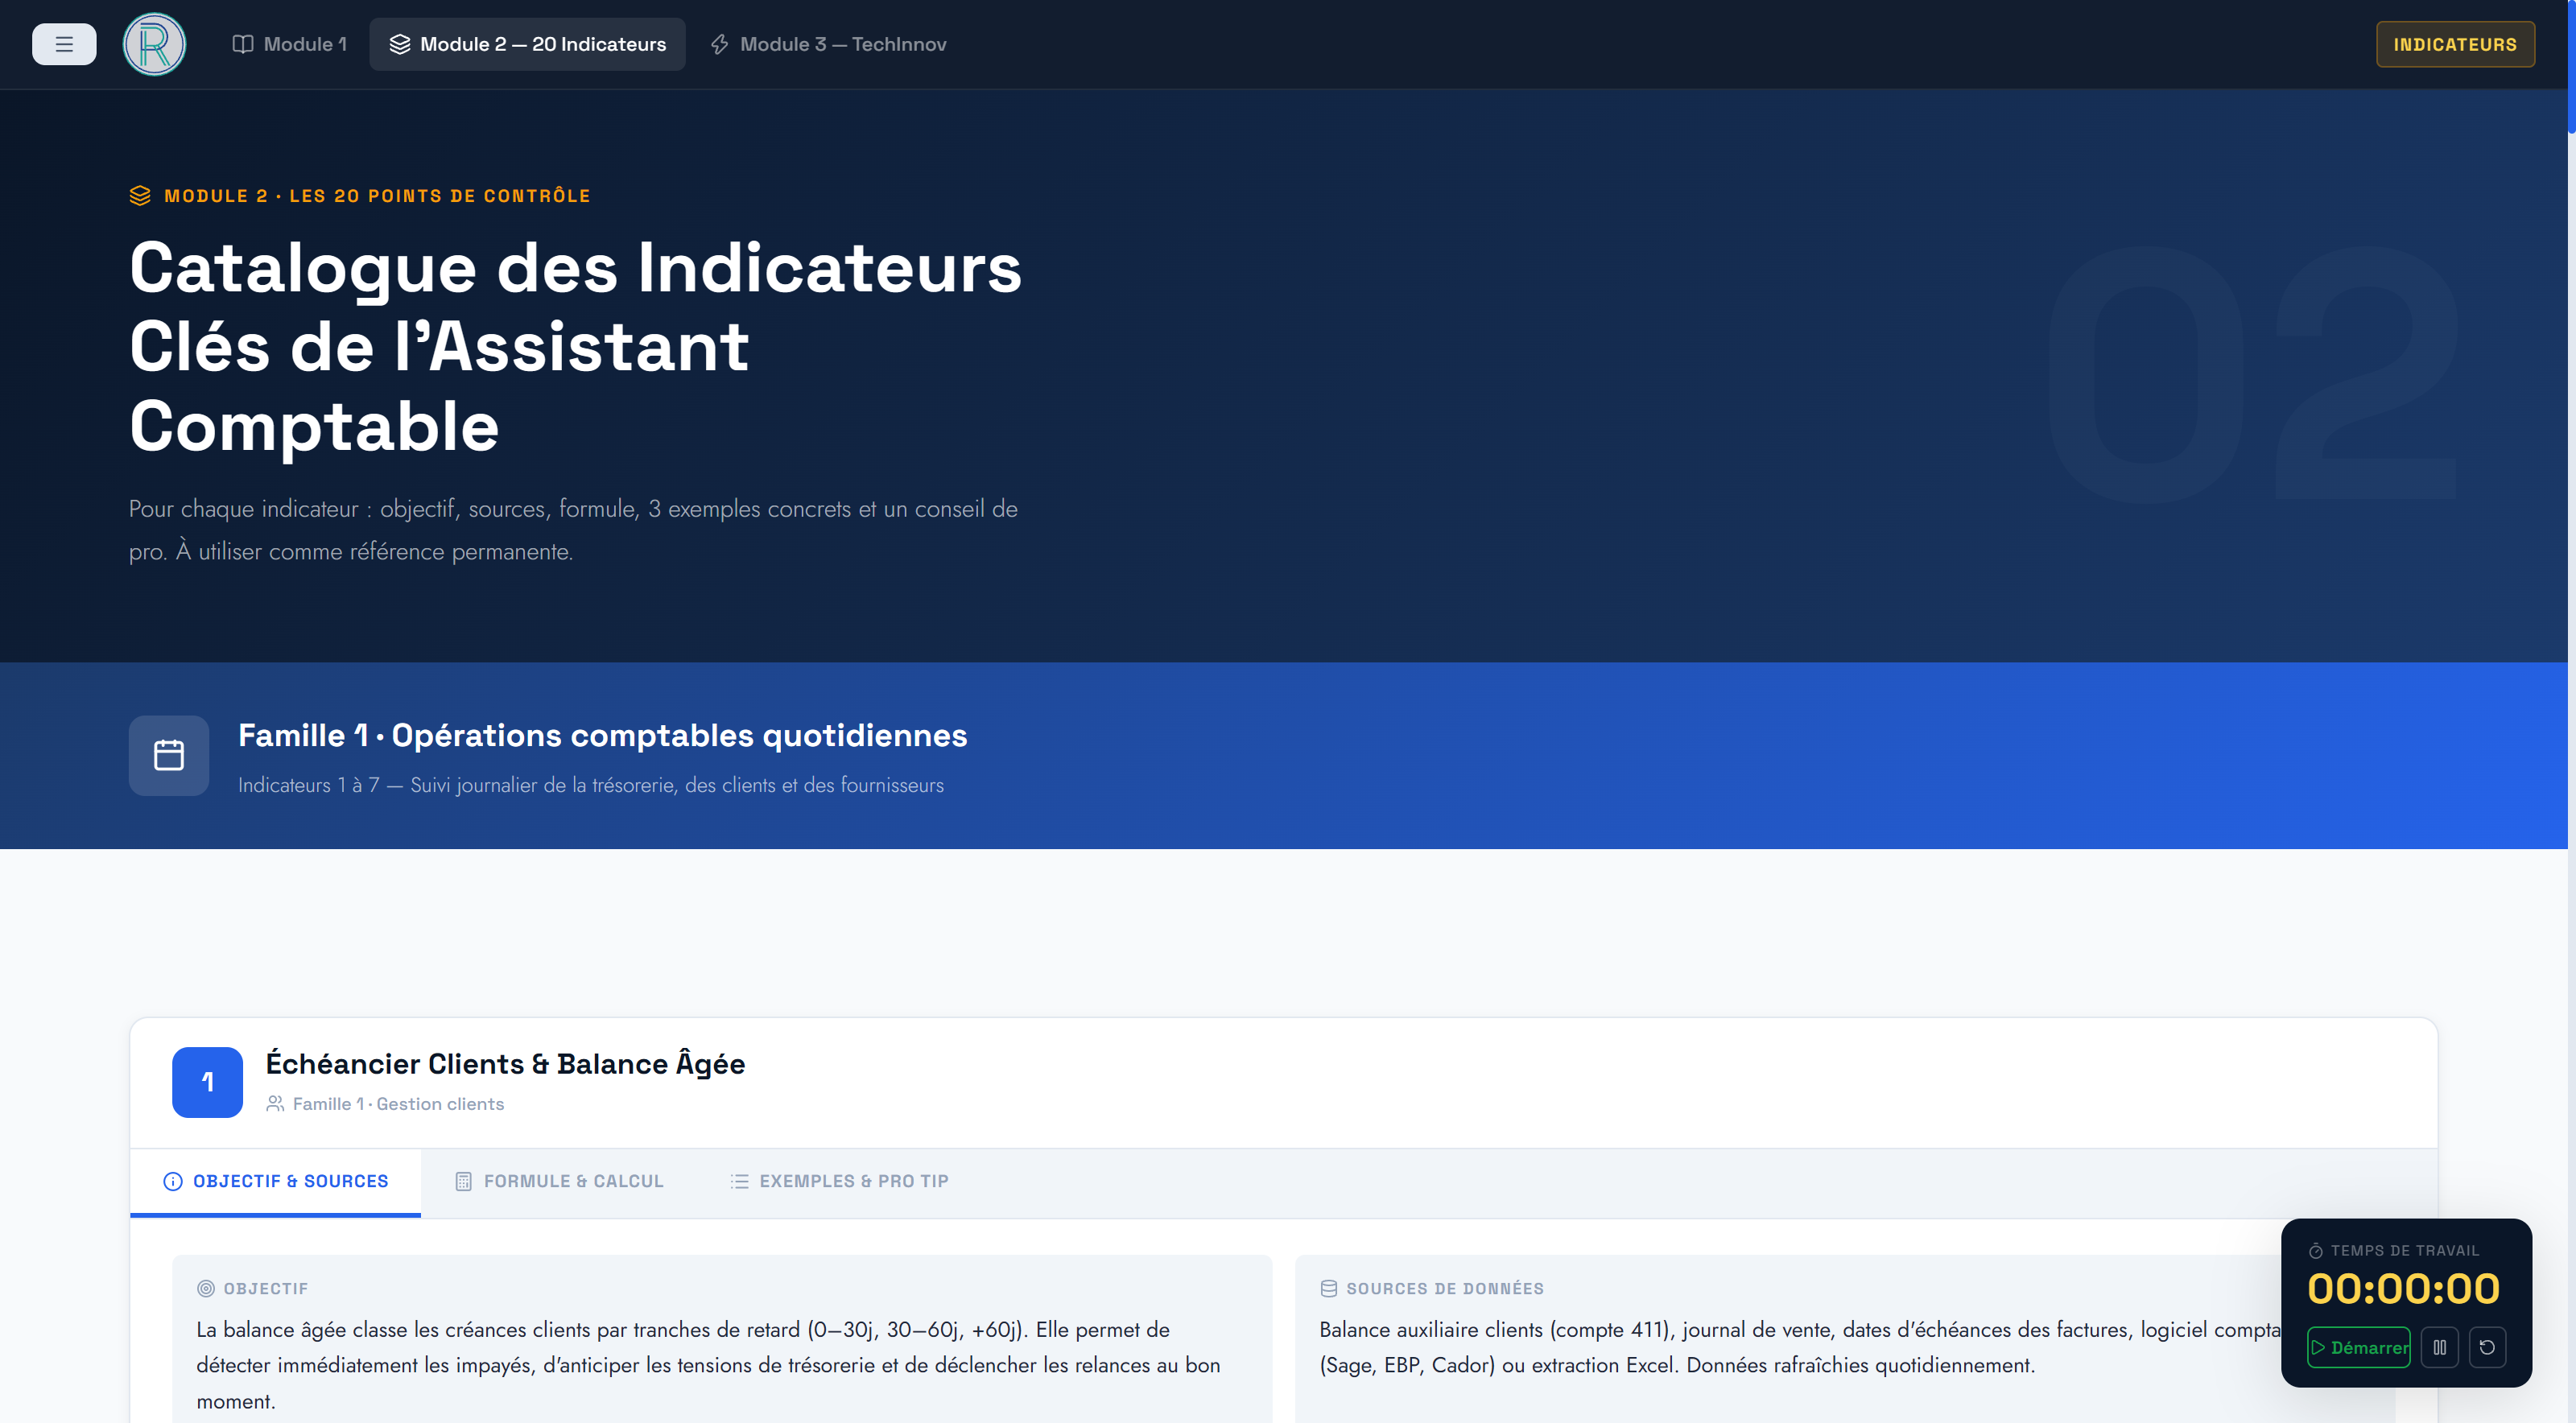 Module 1
Module 2 — 20 Indicateurs
Module 3 — TechInnov
INDICATEURS
MODULE 2 · LES 20 POINTS DE CONTRÔLE
Catalogue des Indicateurs
Clés de l'Assistant
Comptable
Pour chaque indicateur : objectif, sources, formule, 3 exemples concrets et un conseil de
pro. À utiliser comme référence permanente.
02
Famille 1 · Opérations comptables quotidiennes
Indicateurs 1 à 7 — Suivi journalier de la trésorerie, des clients et des fournisseurs
1
Échéancier Clients & Balance Âgée
Famille 1 · Gestion clients
OBJECTIF & SOURCES
FORMULE & CALCUL
EXEMPLES & PRO TIP
OBJECTIF
La balance âgée classe les créances clients par tranches de retard (0–30j, 30–60j, +60j). Elle permet de
détecter immédiatement les impayés, d'anticiper les tensions de trésorerie et de déclencher les relances au bon
moment.
SOURCES DE DONNÉES
Balance auxiliaire clients (compte 411), journal de vente, dates d'échéances des factures, logiciel compta
(Sage, EBP, Cador) ou extraction Excel. Données rafraîchies quotidiennement.
TEMPS DE TRAVAIL
00:00:00
Démarrer